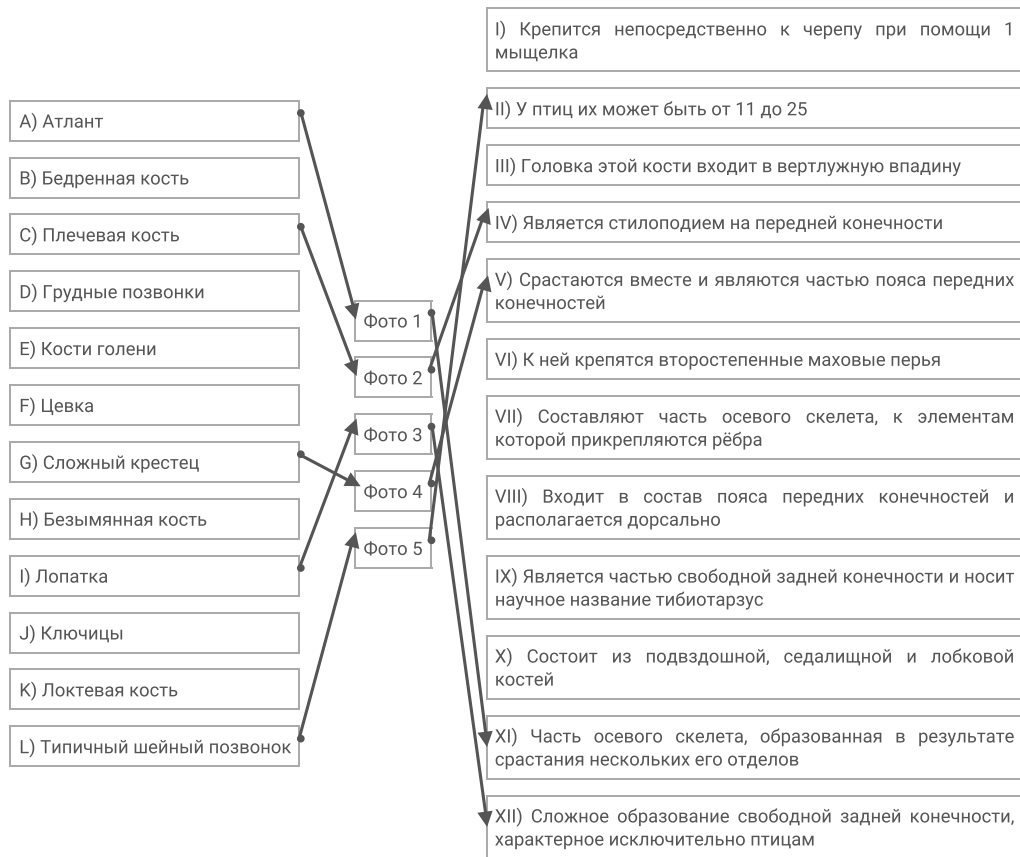 A) Атлант
B) Бедренная кость
C) Плечевая кость
D) Грудные позвонки
E) Кости голени
F) Цевка
G) Сложный крестец
H) Безымянная кость
I) Лопатка
J) Ключицы
K) Локтевая кость
L) Типичный шейный позвонок
Фото 1
Фото 2
Фото 3
Фото 4
Фото 5
I) Крепится непосредственно к черепу при помощи 1
мыщелка
II) У птиц их может быть от 11 до 25
III) Головка этой кости входит в вертлужную впадину
IV) Является стилоподием на передней конечности
V) Срастаются вместе и являются частью пояса передних
конечностей
VI) К ней крепятся второстепенные маховые перья
VII) Составляют часть осевого скелета, к элементам
которой прикрепляются рёбра
VIII) Входит в состав пояса передних конечностей и
располагается дорсально
IX) Является частью свободной задней конечности и носит
научное название тибиотарзус
X) Состоит из подвздошной, седалищной и лобковой
костей
XI) Часть осевого скелета, образованная в результате
срастания нескольких его отделов
XII) Сложное образование свободной задней конечности,
характерное исключительно птицам